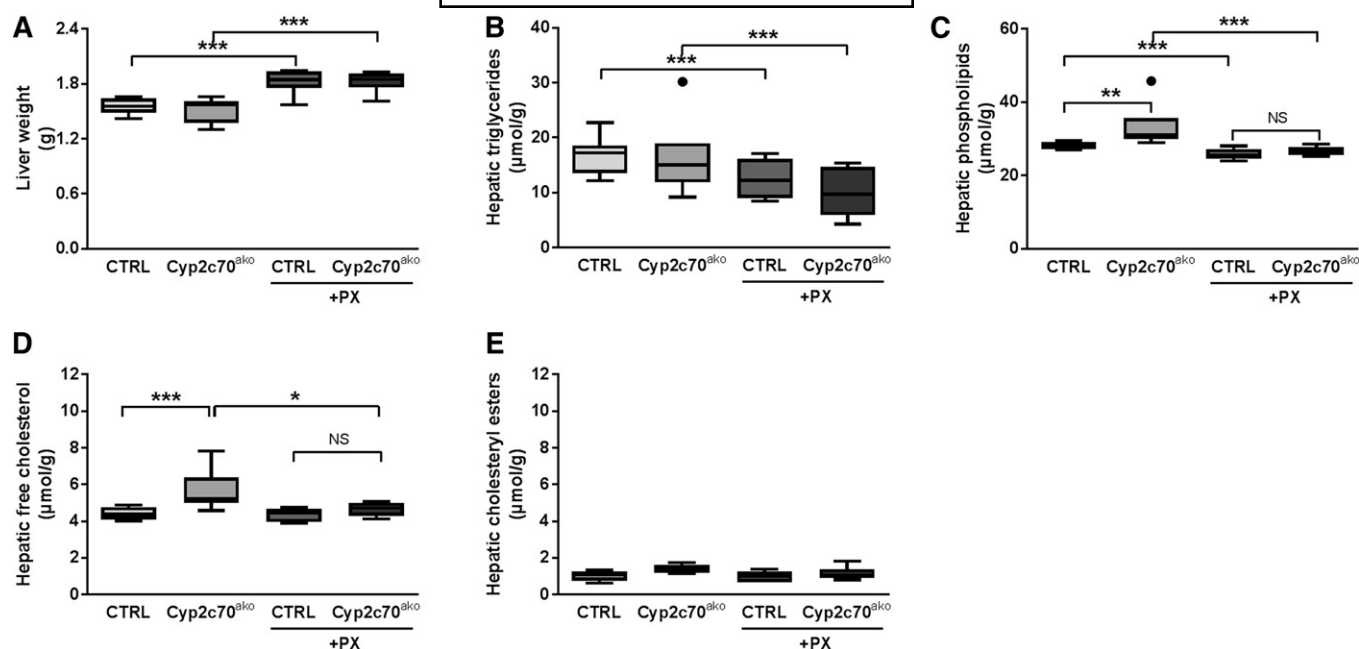 A
Liver weight
(g)
2.4
1.8
1.2
0.6
0.0
***
***
CTRL Cyp2c70ako CTRL Cyp2c70ako
+PX
B
Hepatic triglycerides
(µmol/g)
40
30
20
10
0
***
***
CTRL Cyp2c70ako CTRL Cyp2c70ako
+PX
C
Hepatic phospholipids
(µmol/g)
60
40
20
0
***
***
**
NS
CTRL Cyp2c70ako CTRL Cyp2c70ako
+PX
D
Hepatic free cholesterol
(µmol/g)
12
10
8
6
4
2
0
***
*
NS
CTRL Cyp2c70ako CTRL Cyp2c70ako
+PX
E
Hepatic cholesteryl esters
(µmol/g)
12
10
8
6
4
2
0
CTRL Cyp2c70ako CTRL Cyp2c70ako
+PX